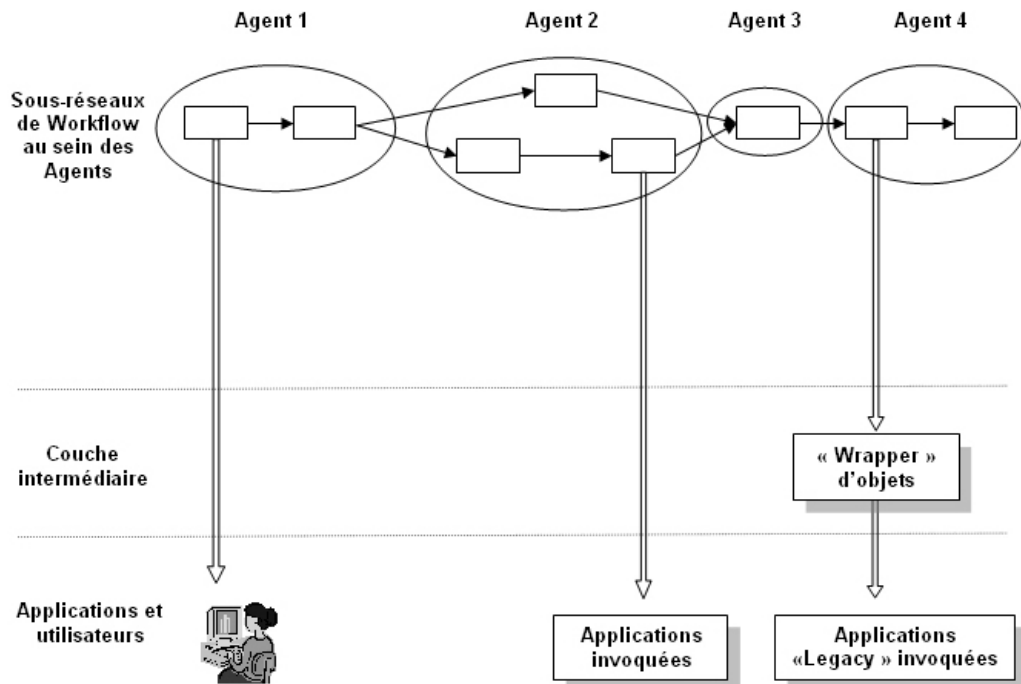 Agent 1
Agent 2
Agent 3
Agent 4
Sous-réseaux
de Workflow
au sein des
Agents
Couche
intermédiaire
« Wrapper »
d'objets
Applications et
utilisateurs
Applications
invoquées
Applications
«Legacy » invoquées